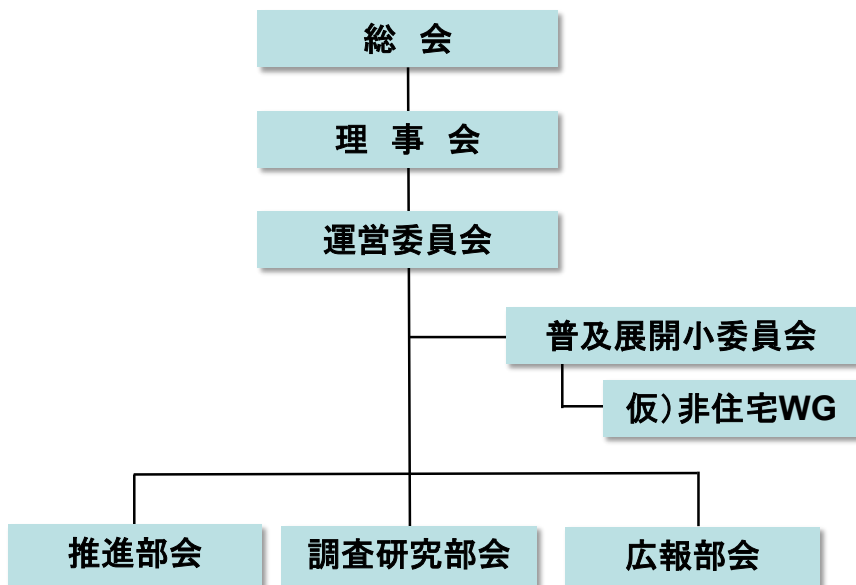 総　会
理　事　会
運営委員会
普及展開小委員会
仮）非住宅WG
推進部会
調査研究部会
広報部会